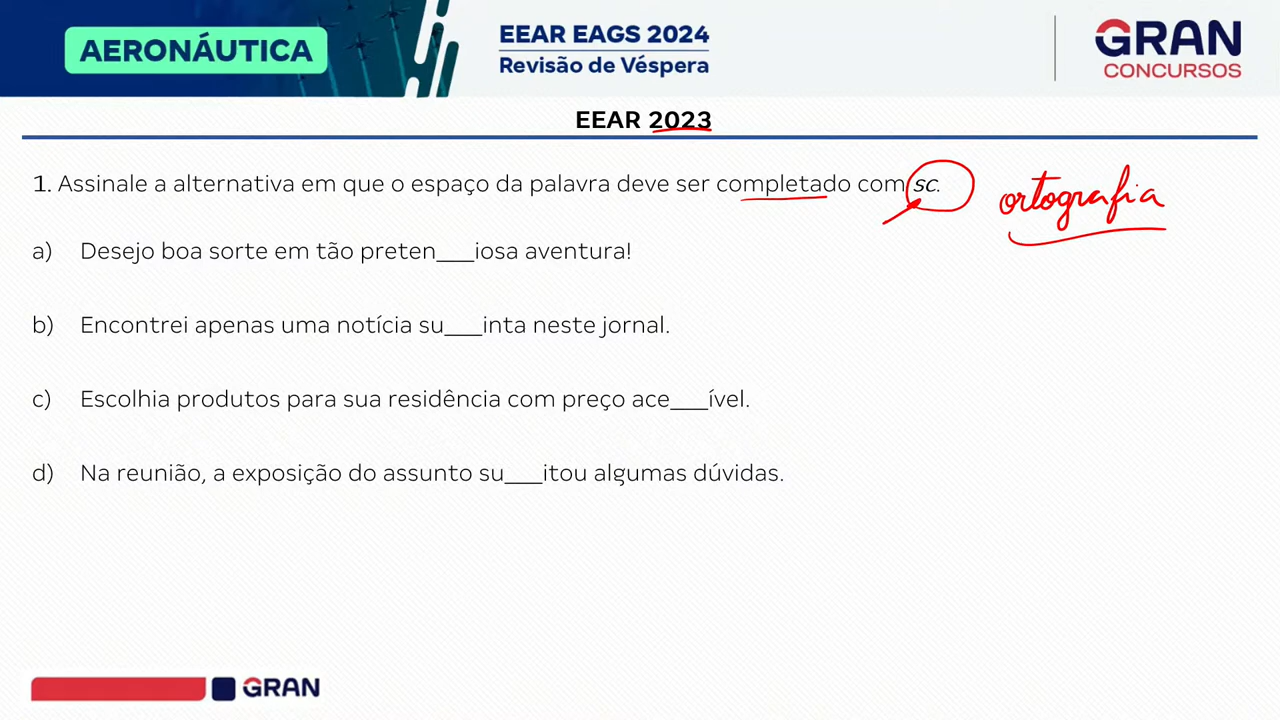 AERONÁUTICA
EEAR EAGS 2024
Revisão de Véspera
GRAN
CONCURSOS
EEAR 2023
1. Assinale a alternativa em que o espaço da palavra deve ser completado com sc.
ortografia
a) Desejo boa sorte em tão preten___iosa aventura!
b) Encontrei apenas uma notícia su___inta neste jornal.
c) Escolhia produtos para sua residência com preço ace___ível.
d) Na reunião, a exposição do assunto su___itou algumas dúvidas.
GRAN